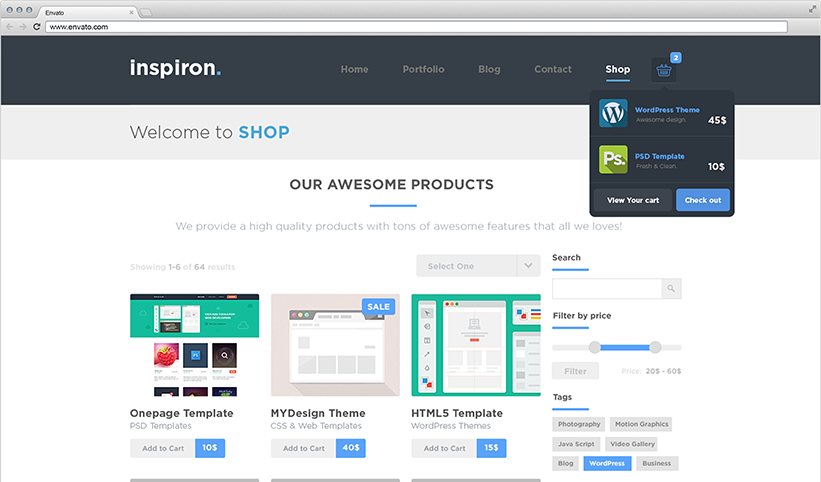 Envato
www.envato.com
inspiron.
Home
Portfolio
Blog
Contact
Shop
2
WordPress Theme
Awesome design
45$
Ps.
PSD Template
Fresh & Clean
10$
View Your cart
Check out
Welcome to SHOP
OUR AWESOME PRODUCTS
We provide a high quality products with tons of awesome features that all we loves!
Showing 1-6 of 64 results
Select One
SALE
Onepage Template
PSD Templates
Add to Cart 10$
MYDesign Theme
CSS & Web Templates
Add to Cart 40$
HTML5 Template
WordPress Themes
Add to Cart 15$
Search
Filter by price
Filter
Price: 20$ - 60$
Tags
Photography
Motion Graphics
Java Script
Video Gallery
Blog
WordPress
Business